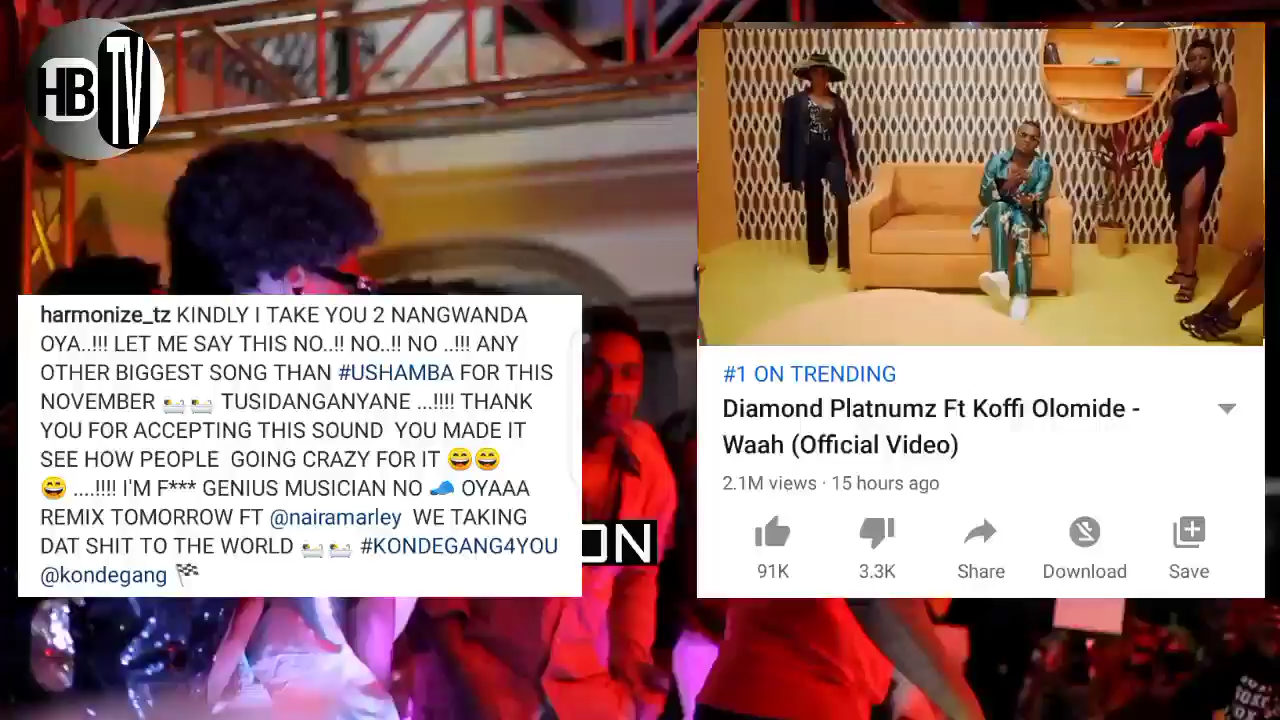 HB TV
harmonize_tz KINDLY I TAKE YOU 2 NANGWANDA
OYA..!!! LET ME SAY THIS NO..!! NO..!! NO ..!!! ANY
OTHER BIGGEST SONG THAN #USHAMBA FOR THIS
NOVEMBER 🛀🛀 TUSIDANGANYANE ...!!!! THANK
YOU FOR ACCEPTING THIS SOUND YOU MADE IT
SEE HOW PEOPLE GOING CRAZY FOR IT 😄😄
😄 ....!!!! I'M F*** GENIUS MUSICIAN NO 🧢 OYAAA
REMIX TOMORROW FT @nairamarley WE TAKING
DAT SHIT TO THE WORLD 🛀🛀 #KONDEGANG4YOU
@kondegang 🏁
ON
#1 ON TRENDING
Diamond Platnumz Ft Koffi Olomide -
Waah (Official Video)
2.1M views · 15 hours ago
91K 3.3K Share Download Save